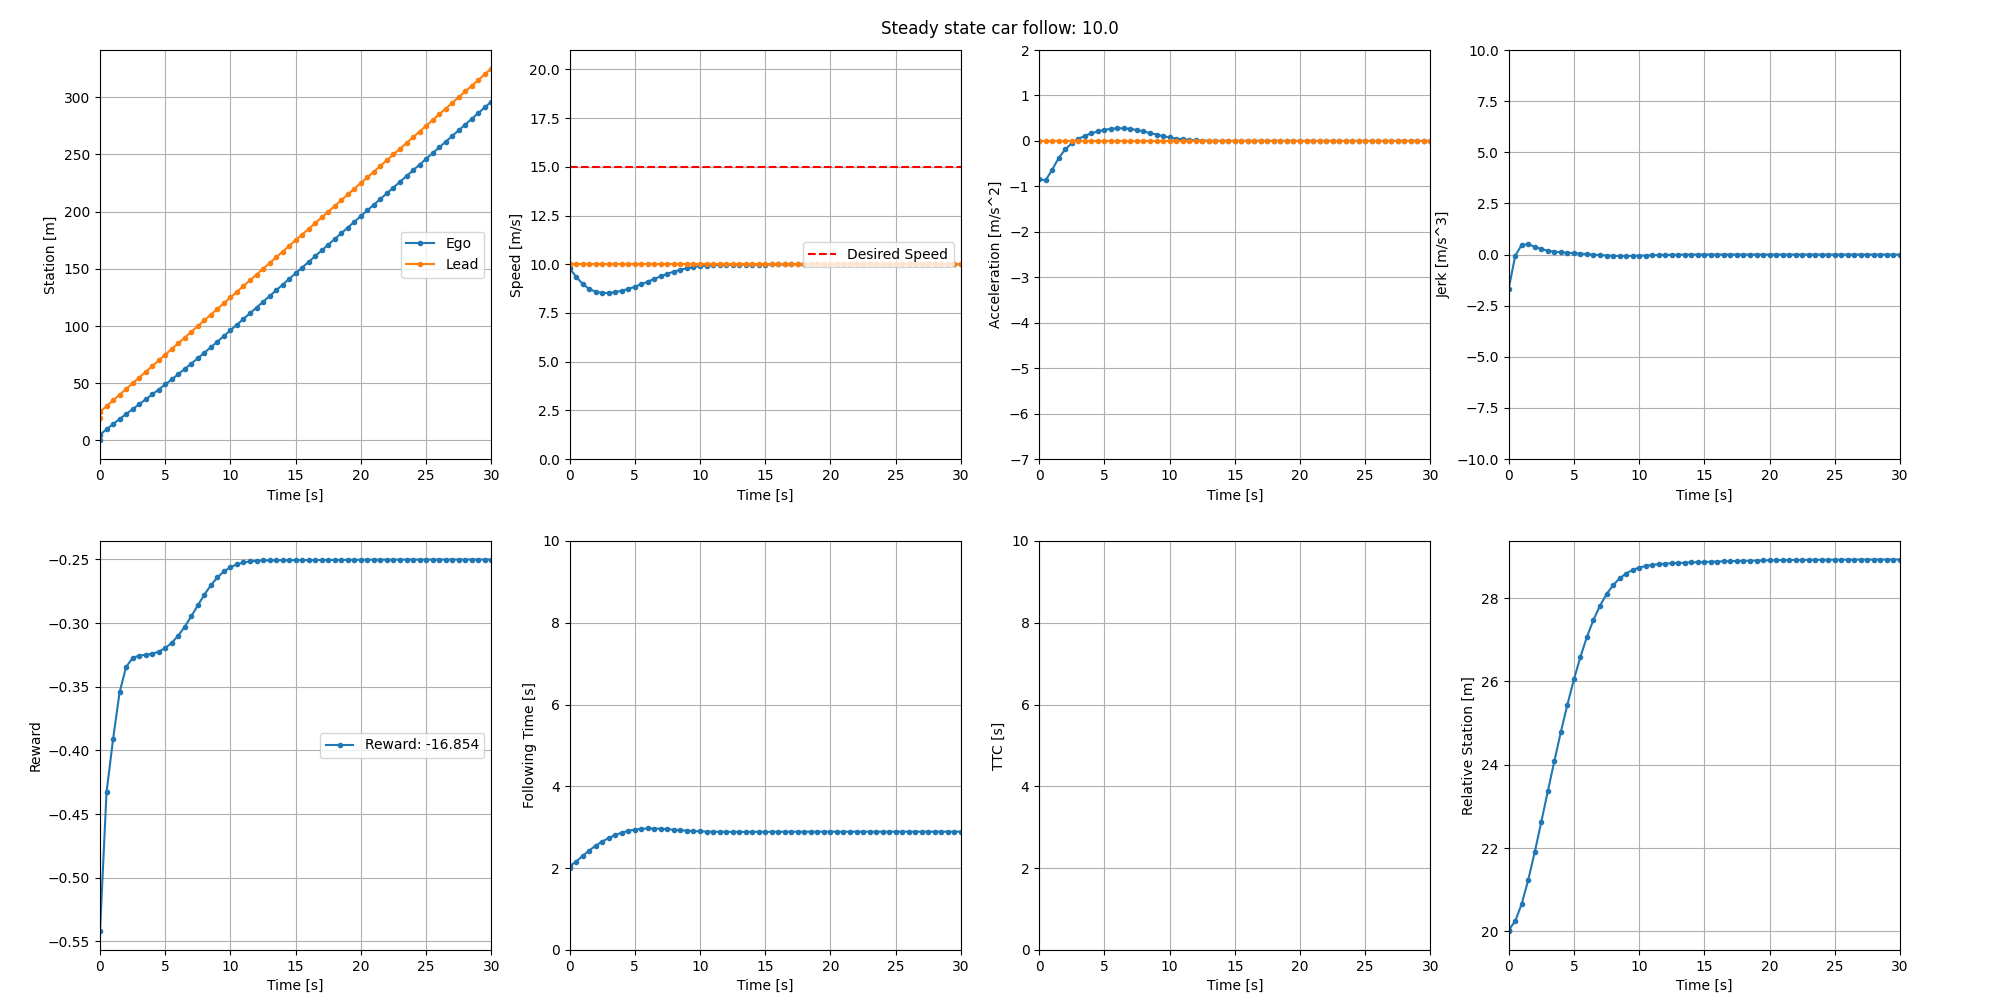 Steady state car follow: 10.0
Station [m]
300
250
200
150
100
50
0
Ego
Lead
0 5 10 15 20 25 30
Time [s]
Speed [m/s]
20.0
17.5
15.0
12.5
10.0
7.5
5.0
2.5
0.0
Desired Speed
0 5 10 15 20 25 30
Time [s]
Acceleration [m/s^2]
2
1
0
−1
−2
−3
−4
−5
−6
−7
0 5 10 15 20 25 30
Time [s]
Jerk [m/s^3]
10.0
7.5
5.0
2.5
0.0
−2.5
−5.0
−7.5
−10.0
0 5 10 15 20 25 30
Time [s]
Reward
−0.25
−0.30
−0.35
−0.40
−0.45
−0.50
−0.55
Reward: -16.854
0 5 10 15 20 25 30
Time [s]
Following Time [s]
10
8
6
4
2
0
0 5 10 15 20 25 30
Time [s]
TTC [s]
10
8
6
4
2
0
0 5 10 15 20 25 30
Time [s]
Relative Station [m]
28
26
24
22
20
0 5 10 15 20 25 30
Time [s]